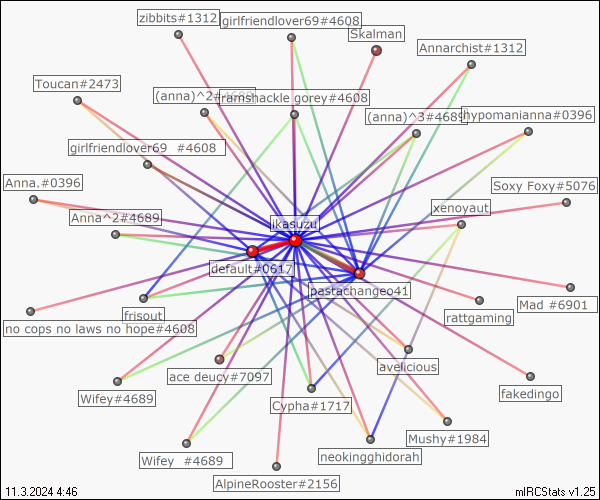 zibbits#1312
girlfriendlover69#4608
Skalman
Annarchist#1312
Toucan#2473
(anna)^2#4689
ramshackle gorey#4608
(anna)^3#4689
hypomanianna#0396
girlfriendlover69 #4608
Anna.#0396
Soxy Foxy#5076
xenoyaut
Anna^2#4689
ikasuzu
default#0617
pastachangeo41
Mad #6901
frisout
rattgaming
no cops no laws no hope#4608
avelicious
ace deucy#7097
fakedingo
Wifey#4689
Cypha#1717
Mushy#1984
Wifey #4689
neokingghidorah
AlpineRooster#2156
11.3.2024 4:46
mIRCStats v1.25